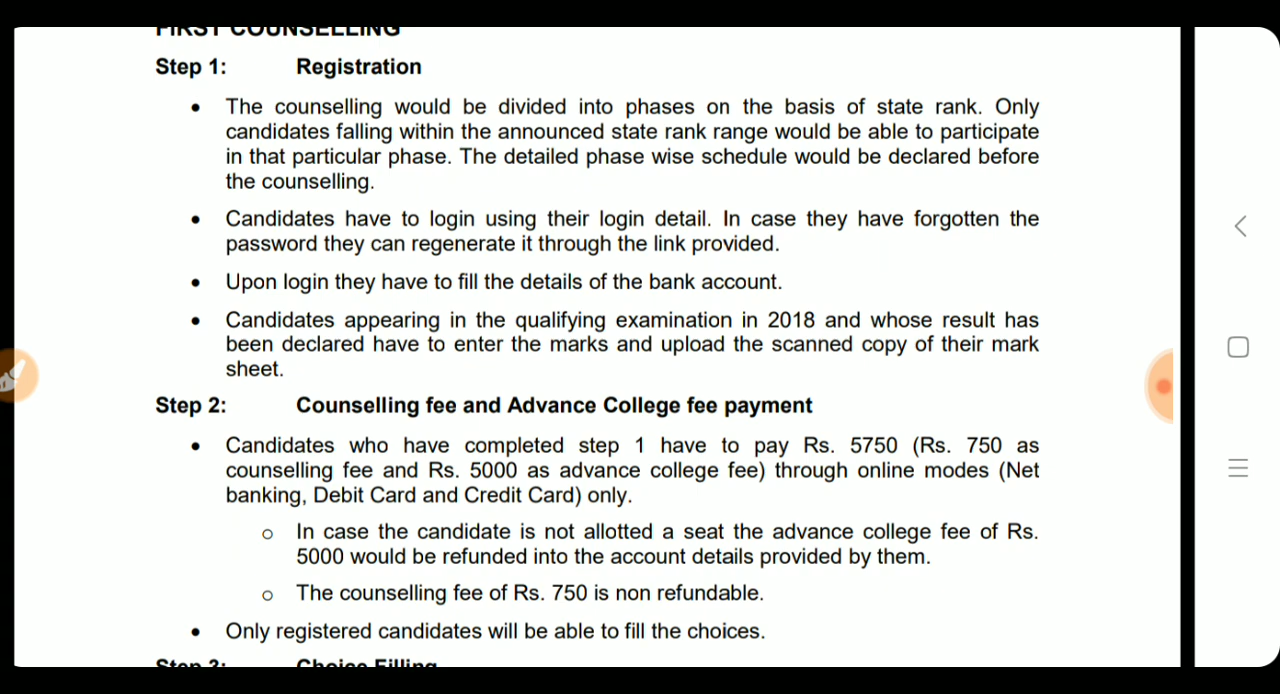 FIRST COUNSELLING
Step 1: Registration
• The counselling would be divided into phases on the basis of state rank. Only
candidates falling within the announced state rank range would be able to participate
in that particular phase. The detailed phase wise schedule would be declared before
the counselling.
• Candidates have to login using their login detail. In case they have forgotten the
password they can regenerate it through the link provided.
• Upon login they have to fill the details of the bank account.
• Candidates appearing in the qualifying examination in 2018 and whose result has
been declared have to enter the marks and upload the scanned copy of their mark
sheet.
Step 2: Counselling fee and Advance College fee payment
• Candidates who have completed step 1 have to pay Rs. 5750 (Rs. 750 as
counselling fee and Rs. 5000 as advance college fee) through online modes (Net
banking, Debit Card and Credit Card) only.
o In case the candidate is not allotted a seat the advance college fee of Rs.
5000 would be refunded into the account details provided by them.
o The counselling fee of Rs. 750 is non refundable.
• Only registered candidates will be able to fill the choices.
Step 3: Choice Filling